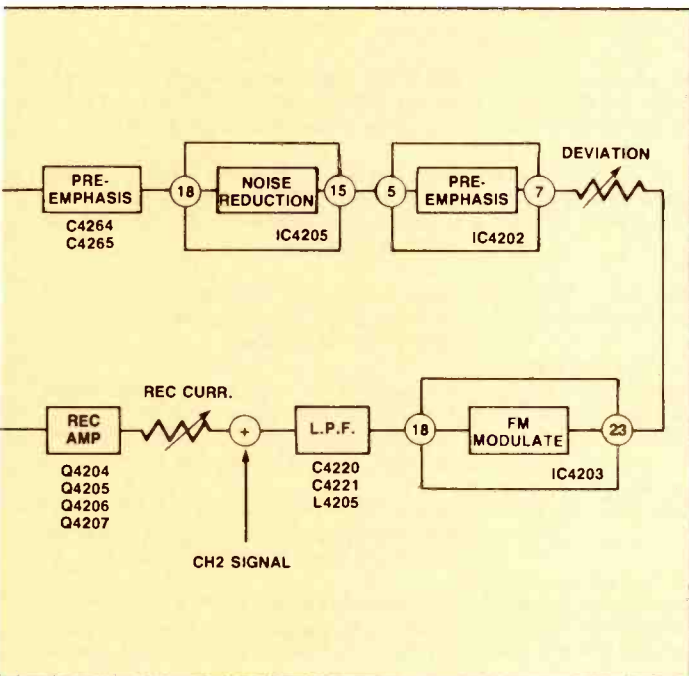 DEVIATION
PRE-
EMPHASIS
C4264
C4265
18
NOISE
REDUCTION
15
IC4205
5
PRE-
EMPHASIS
7
IC4202
REC CURR.
REC
AMP
Q4204
Q4205
Q4206
Q4207
+
CH2 SIGNAL
L.P.F.
C4220
C4221
L4205
18
FM
MODULATE
23
IC4203